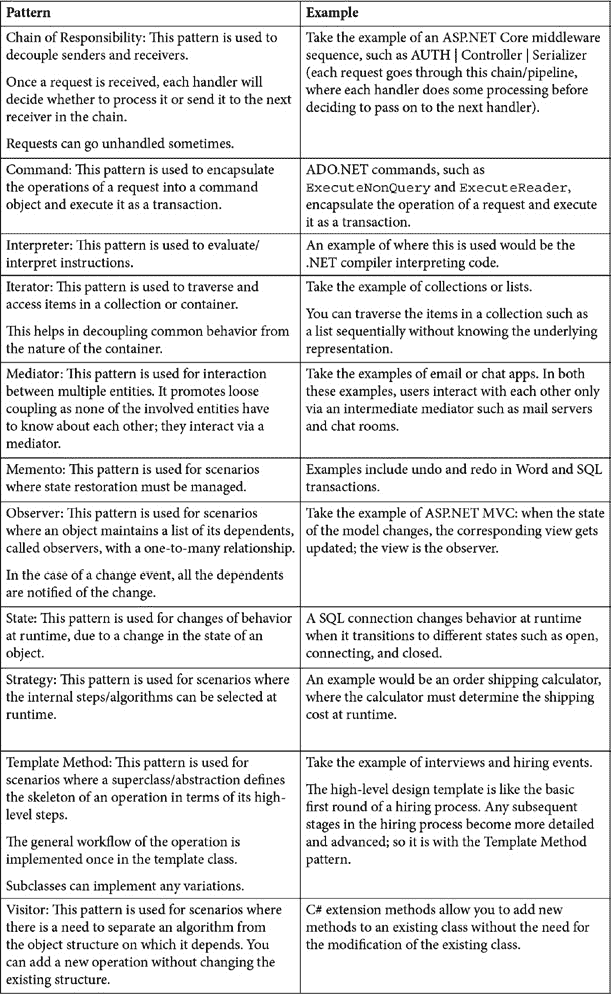 Pattern
Example
Chain of Responsibility: This pattern is used to
decouple senders and receivers.
Once a request is received, each handler will
decide whether to process it or send it to the next
receiver in the chain.
Requests can go unhandled sometimes.
Take the example of an ASP.NET Core middleware
sequence, such as AUTH | Controller | Serializer
(each request goes through this chain/pipeline,
where each handler does some processing before
deciding to pass on to the next handler).
Command: This pattern is used to encapsulate
the operations of a request into a command
object and execute it as a transaction.
ADO.NET commands, such as
ExecuteNonQuery and ExecuteReader,
encapsulate the operation of a request and execute
it as a transaction.
Interpreter: This pattern is used to evaluate/
interpret instructions.
An example of where this is used would be the
.NET compiler interpreting code.
Iterator: This pattern is used to traverse and
access items in a collection or container.
This helps in decoupling common behavior from
the nature of the container.
Take the example of collections or lists.
You can traverse the items in a collection such as
a list sequentially without knowing the underlying
representation.
Mediator: This pattern is used for interaction
between multiple entities. It promotes loose
coupling as none of the involved entities have
to know about each other; they interact via a
mediator.
Take the examples of email or chat apps. In both
these examples, users interact with each other only
via an intermediate mediator such as mail servers
and chat rooms.
Memento: This pattern is used for scenarios
where state restoration must be managed.
Examples include undo and redo in Word and SQL
transactions.
Observer: This pattern is used for scenarios
where an object maintains a list of its dependents,
called observers, with a one-to-many relationship.
In the case of a change event, all the dependents
are notified of the change.
Take the example of ASP.NET MVC: when the state
of the model changes, the corresponding view gets
updated; the view is the observer.
State: This pattern is used for changes of behavior
at runtime, due to a change in the state of an
object.
A SQL connection changes behavior at runtime
when it transitions to different states such as open,
connecting, and closed.
Strategy: This pattern is used for scenarios where
the internal steps/algorithms can be selected at
runtime.
An example would be an order shipping calculator,
where the calculator must determine the shipping
cost at runtime.
Template Method: This pattern is used for
scenarios where a superclass/abstraction defines
the skeleton of an operation in terms of its high-
level steps.
The general workflow of the operation is
implemented once in the template class.
Subclasses can implement any variations.
Take the example of interviews and hiring events.
The high-level design template is like the basic
first round of a hiring process. Any subsequent
stages in the hiring process become more detailed
and advanced; so it is with the Template Method
pattern.
Visitor: This pattern is used for scenarios where
there is a need to separate an algorithm from
the object structure on which it depends. You
can add a new operation without changing the
existing structure.
C# extension methods allow you to add new
methods to an existing class without the need for
the modification of the existing class.